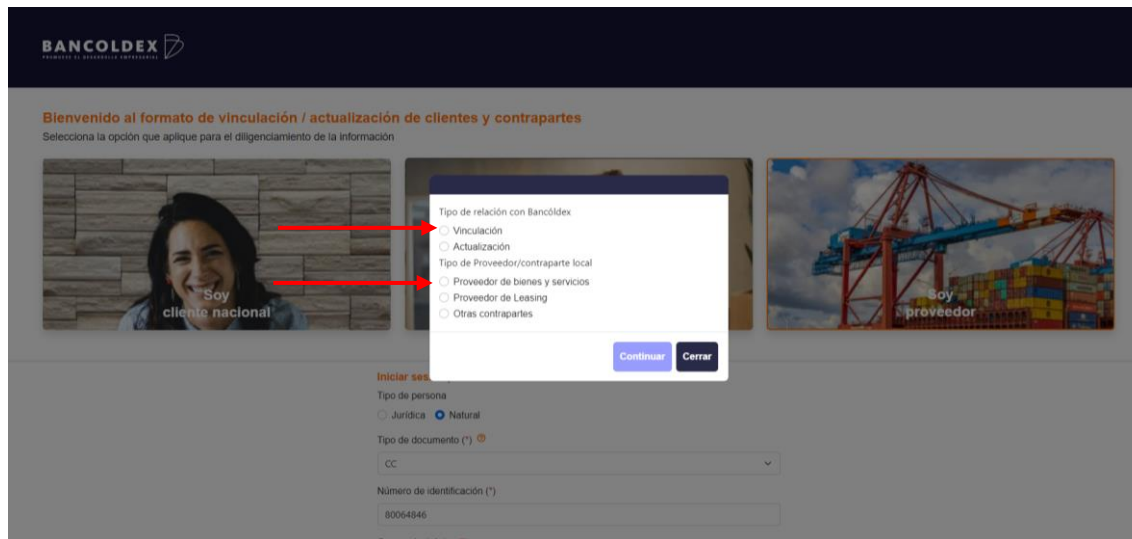 BANCOLDEX
PROMUEVE EL DESARROLLO EMPRESARIAL
Bienvenido al formato de vinculación / actualización de clientes y contrapartes
Selecciona la opción que aplique para el diligenciamiento de la información
Soy
cliente nacional
Tipo de relación con Bancóldex
Vinculación
Actualización
Tipo de Proveedor/contraparte local
Proveedor de bienes y servicios
Proveedor de Leasing
Otras contrapartes
Continuar
Cerrar
Soy
proveedor
Iniciar
Tipo de persona
Jurídica
Natural
Tipo de documento (*)
CC
Número de identificación (*)
80064846